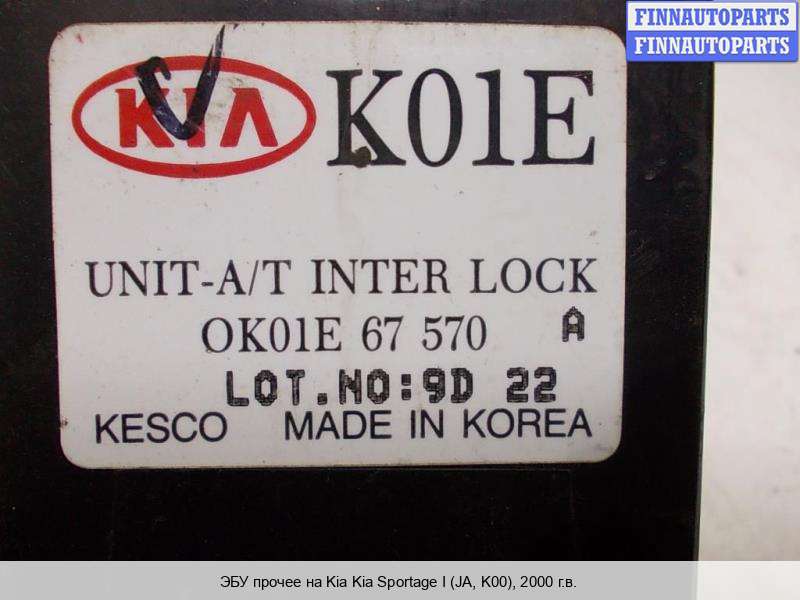 FINNAUTOPARTS
FINNAUTOPARTS
KIA K01E
UNIT-A/T INTER LOCK
OK01E 67 570 A
LOT.NO:9D 22
KESCO MADE IN KOREA
ЭБУ прочее на Kia Kia Sportage I (JA, K00), 2000 г.в.